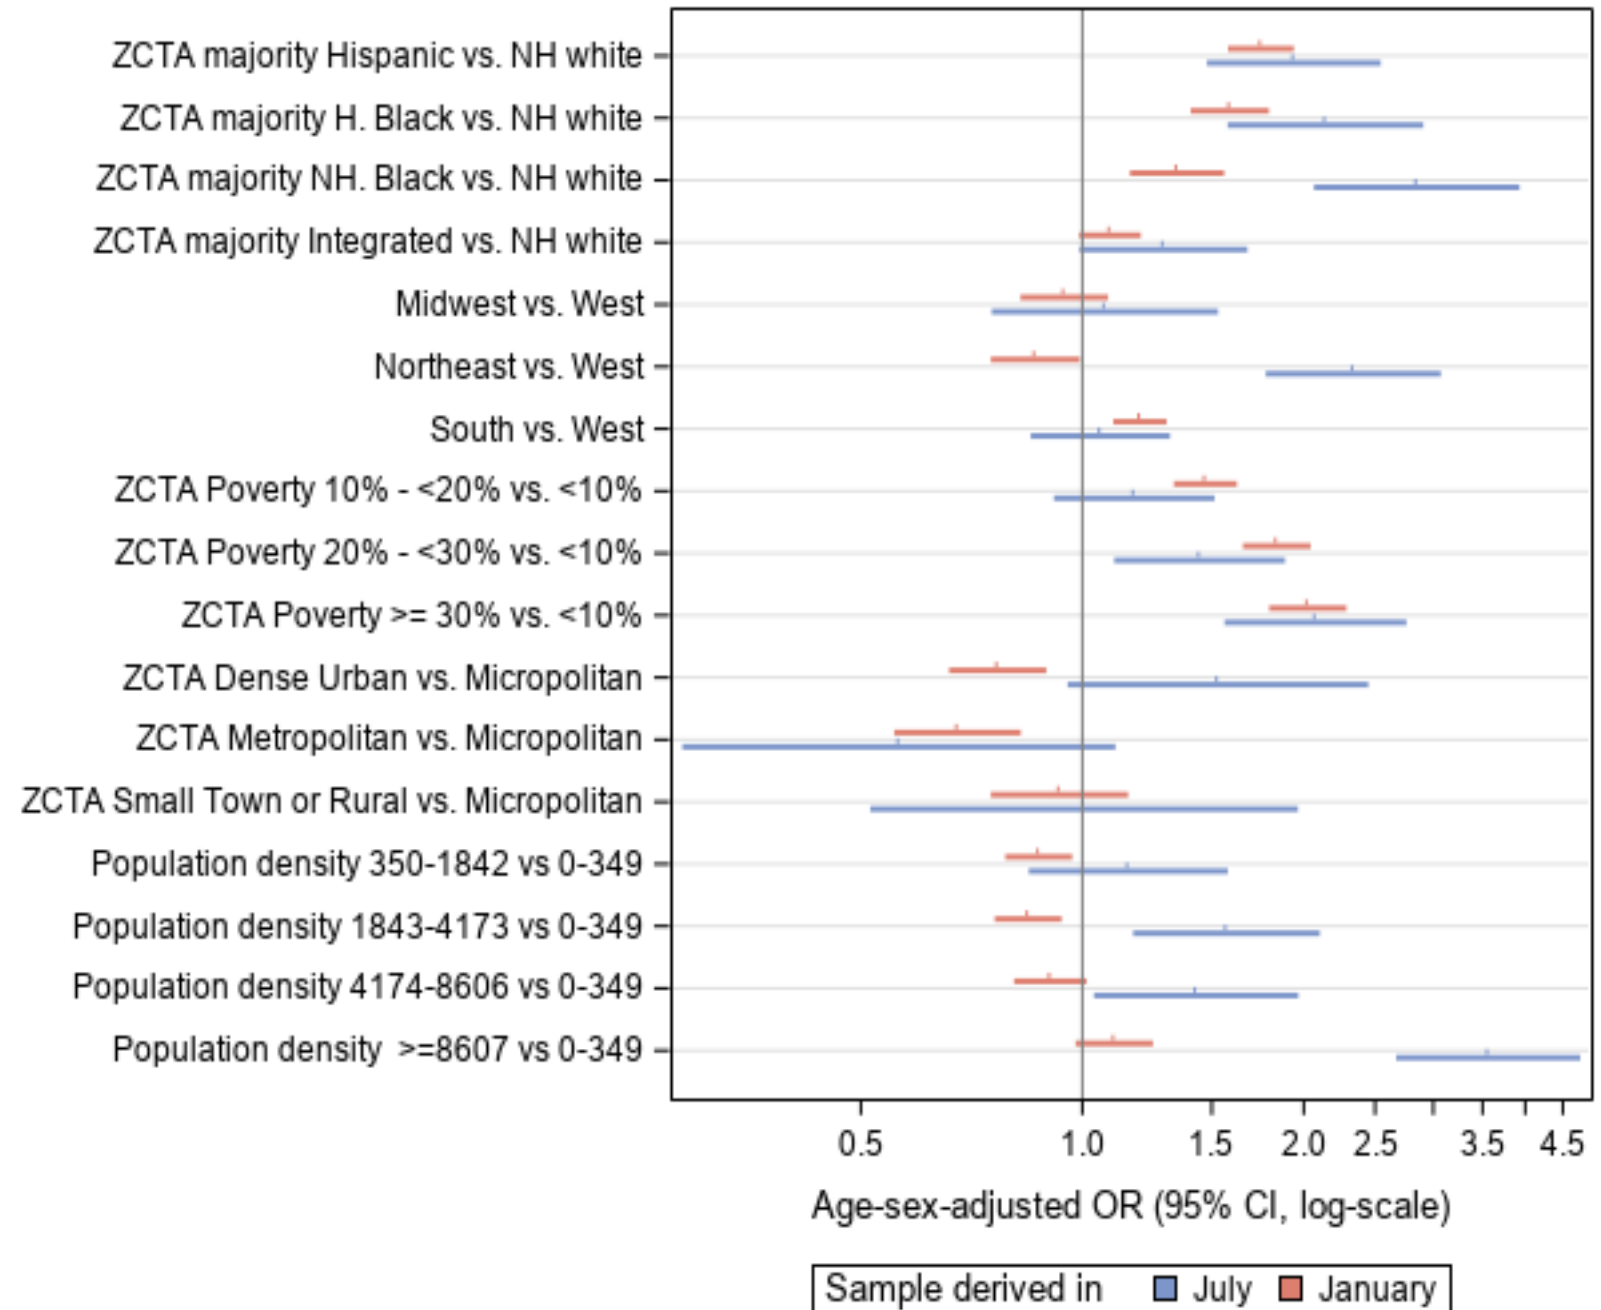 ZCTA majority Hispanic vs. NH white
ZCTA majority H. Black vs. NH white
ZCTA majority NH. Black vs. NH white
ZCTA majority Integrated vs. NH white
Midwest vs. West
Northeast vs. West
South vs. West
ZCTA Poverty 10% - <20% vs. <10%
ZCTA Poverty 20% - <30% vs. <10%
ZCTA Poverty >= 30% vs. <10%
ZCTA Dense Urban vs. Micropolitan
ZCTA Metropolitan vs. Micropolitan
ZCTA Small Town or Rural vs. Micropolitan
Population density 350-1842 vs 0-349
Population density 1843-4173 vs 0-349
Population density 4174-8606 vs 0-349
Population density >=8607 vs 0-349
0.5 1.0 1.5 2.0 2.5 3.5 4.5
Age-sex-adjusted OR (95% CI, log-scale)
Sample derived in July January